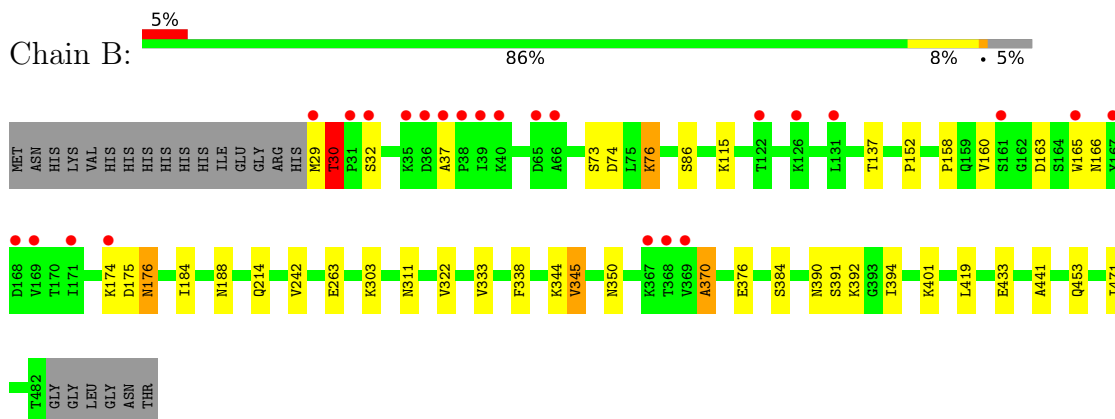 5%
Chain B:
86% 8% • 5%
MET ASN HIS LYS VAL HIS HIS HIS HIS HIS HIS ILE GLU GLY ARG HIS M29 T30 P31 S32 K35 D36 A37 P38 I39 K40 D65 A66 S73 D74 L75 K76 S86 K115 T122 K126 L131 T137 P152 P158 Q159 V160 S161 G162 D163 S164 W165 N166 Y167
D168 V169 T170 I171 K174 D175 N176 I184 N188 Q214 V242 E263 K303 N311 V322 V333 F338 K344 V345 N350 K367 T368 V369 A370 E376 S384 N390 S391 K392 G393 I394 K401 L419 E433 A441 Q453 I471
T482 GLY GLY LEU GLY ASN THR